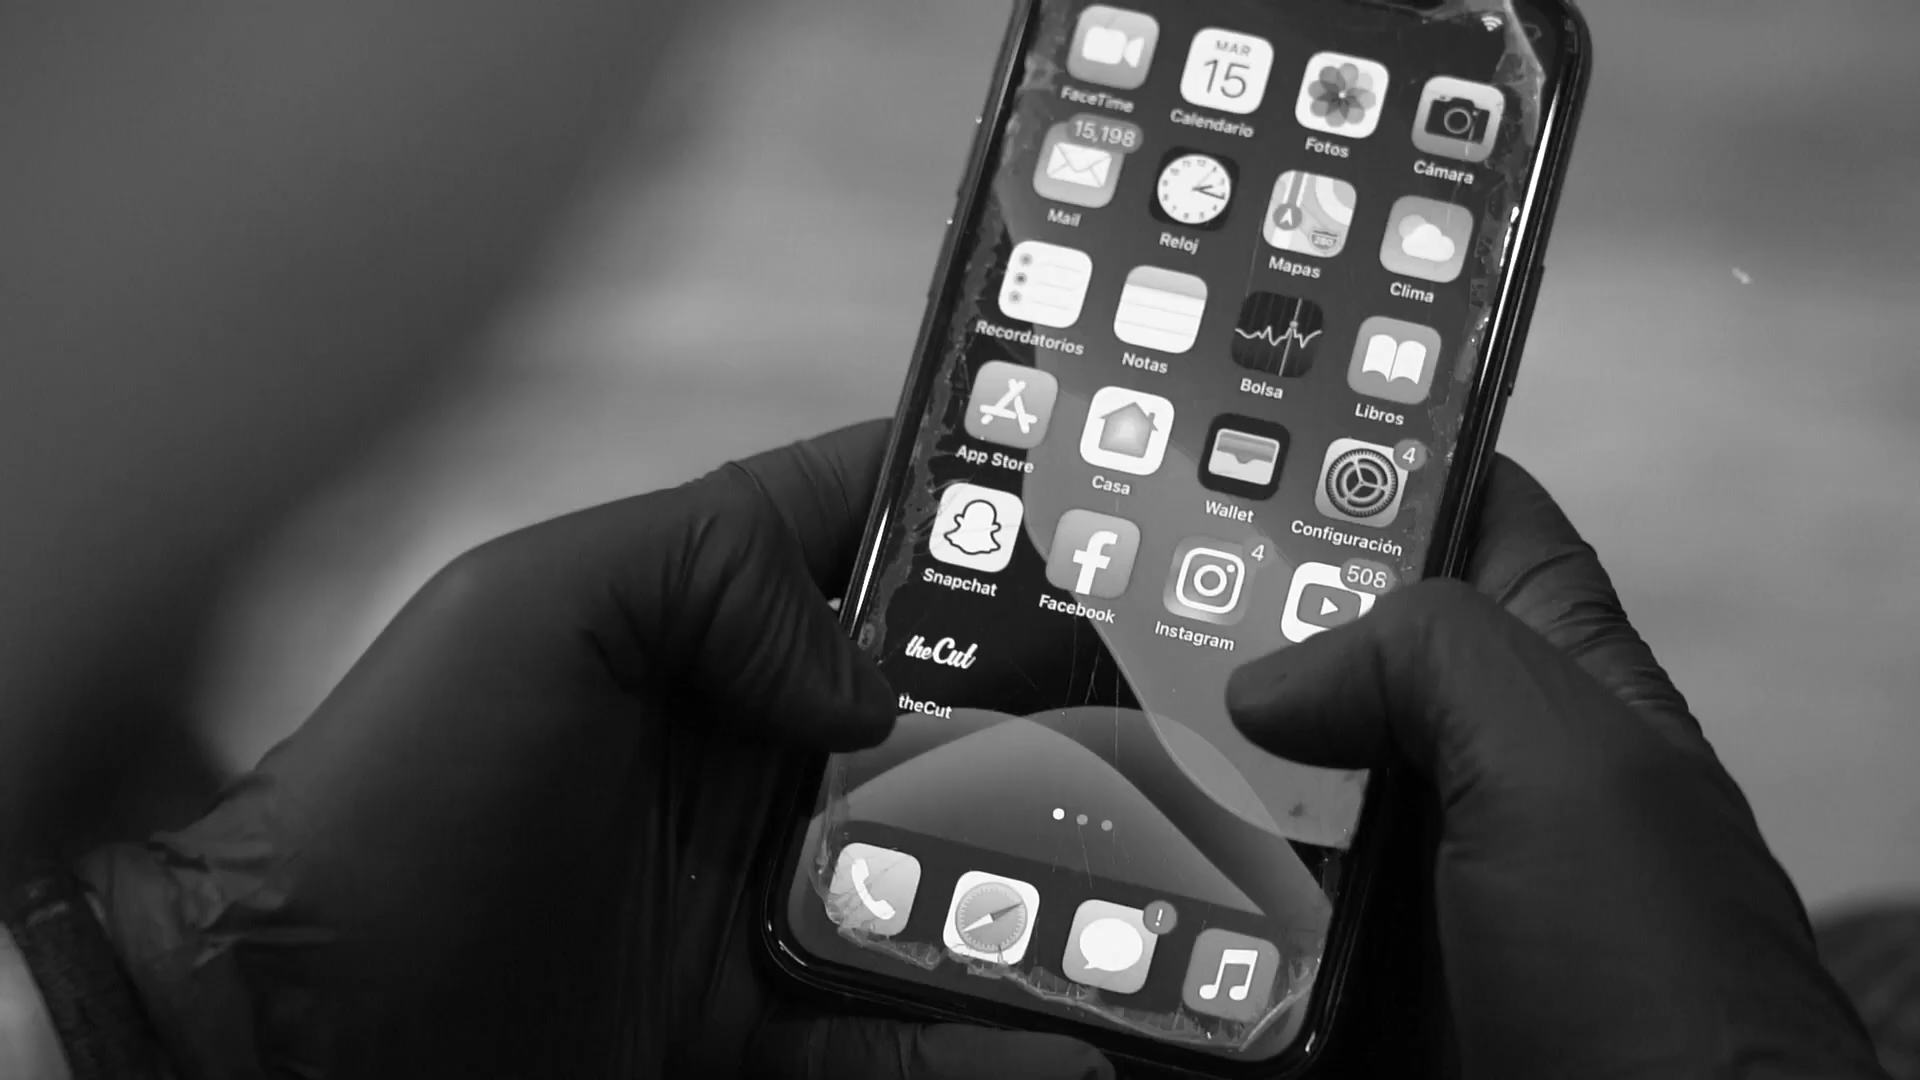 FaceTime
MAR
15
Calendario
Fotos
Cámara
15,198
Mail
Reloj
280
Mapas
Clima
Recordatorios
Notas
Bolsa
Libros
App Store
Casa
Wallet
4
Configuración
Snapchat
Facebook
4
Instagram
508
theCut
theCut
!